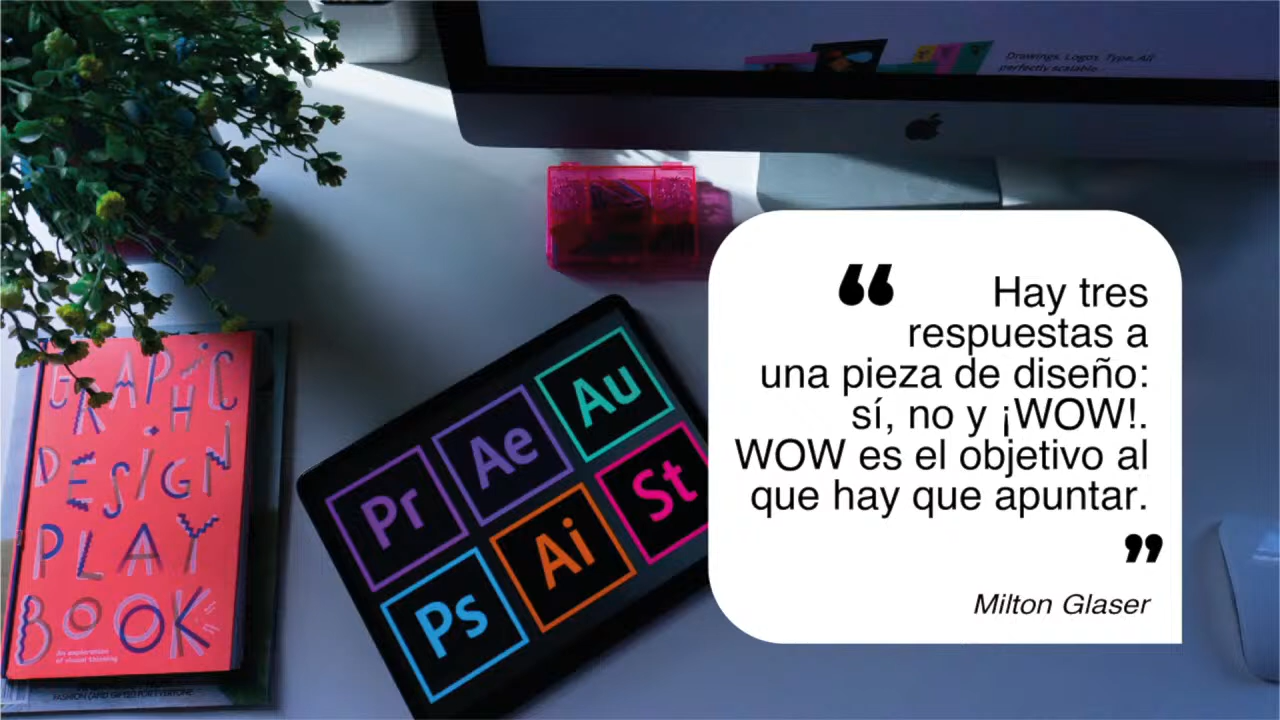 Drawings. Logos. Type. All
perfectly scalable.
GRAPHIC
DESIGN
PLAY
BOOK
An exploration
of visual thinking
Pr
Ae
Au
Ps
Ai
St
“
Hay tres
respuestas a
una pieza de diseño:
sí, no y ¡WOW!.
WOW es el objetivo al
que hay que apuntar.
”
Milton Glaser